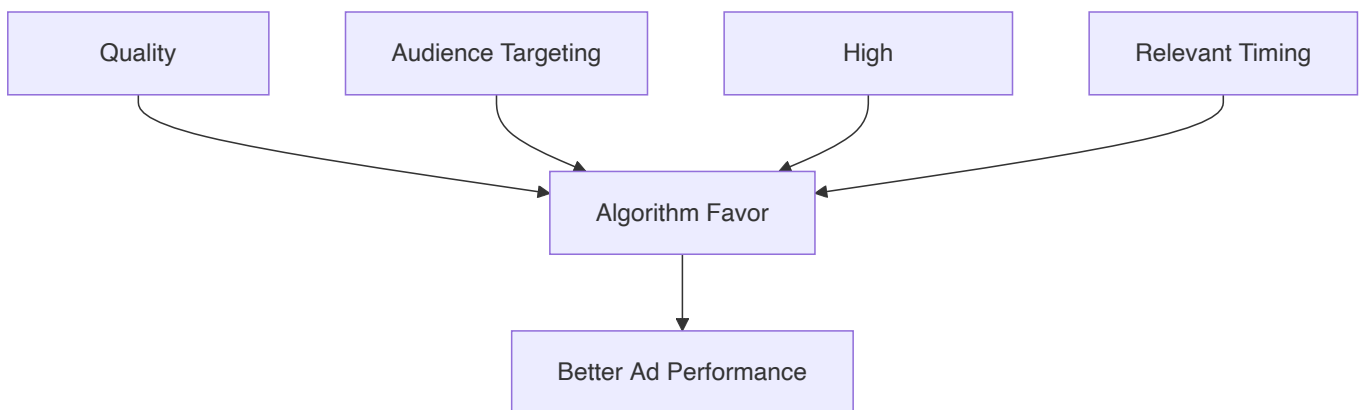 Quality
Audience Targeting
High
Relevant Timing
Algorithm Favor
Better Ad Performance